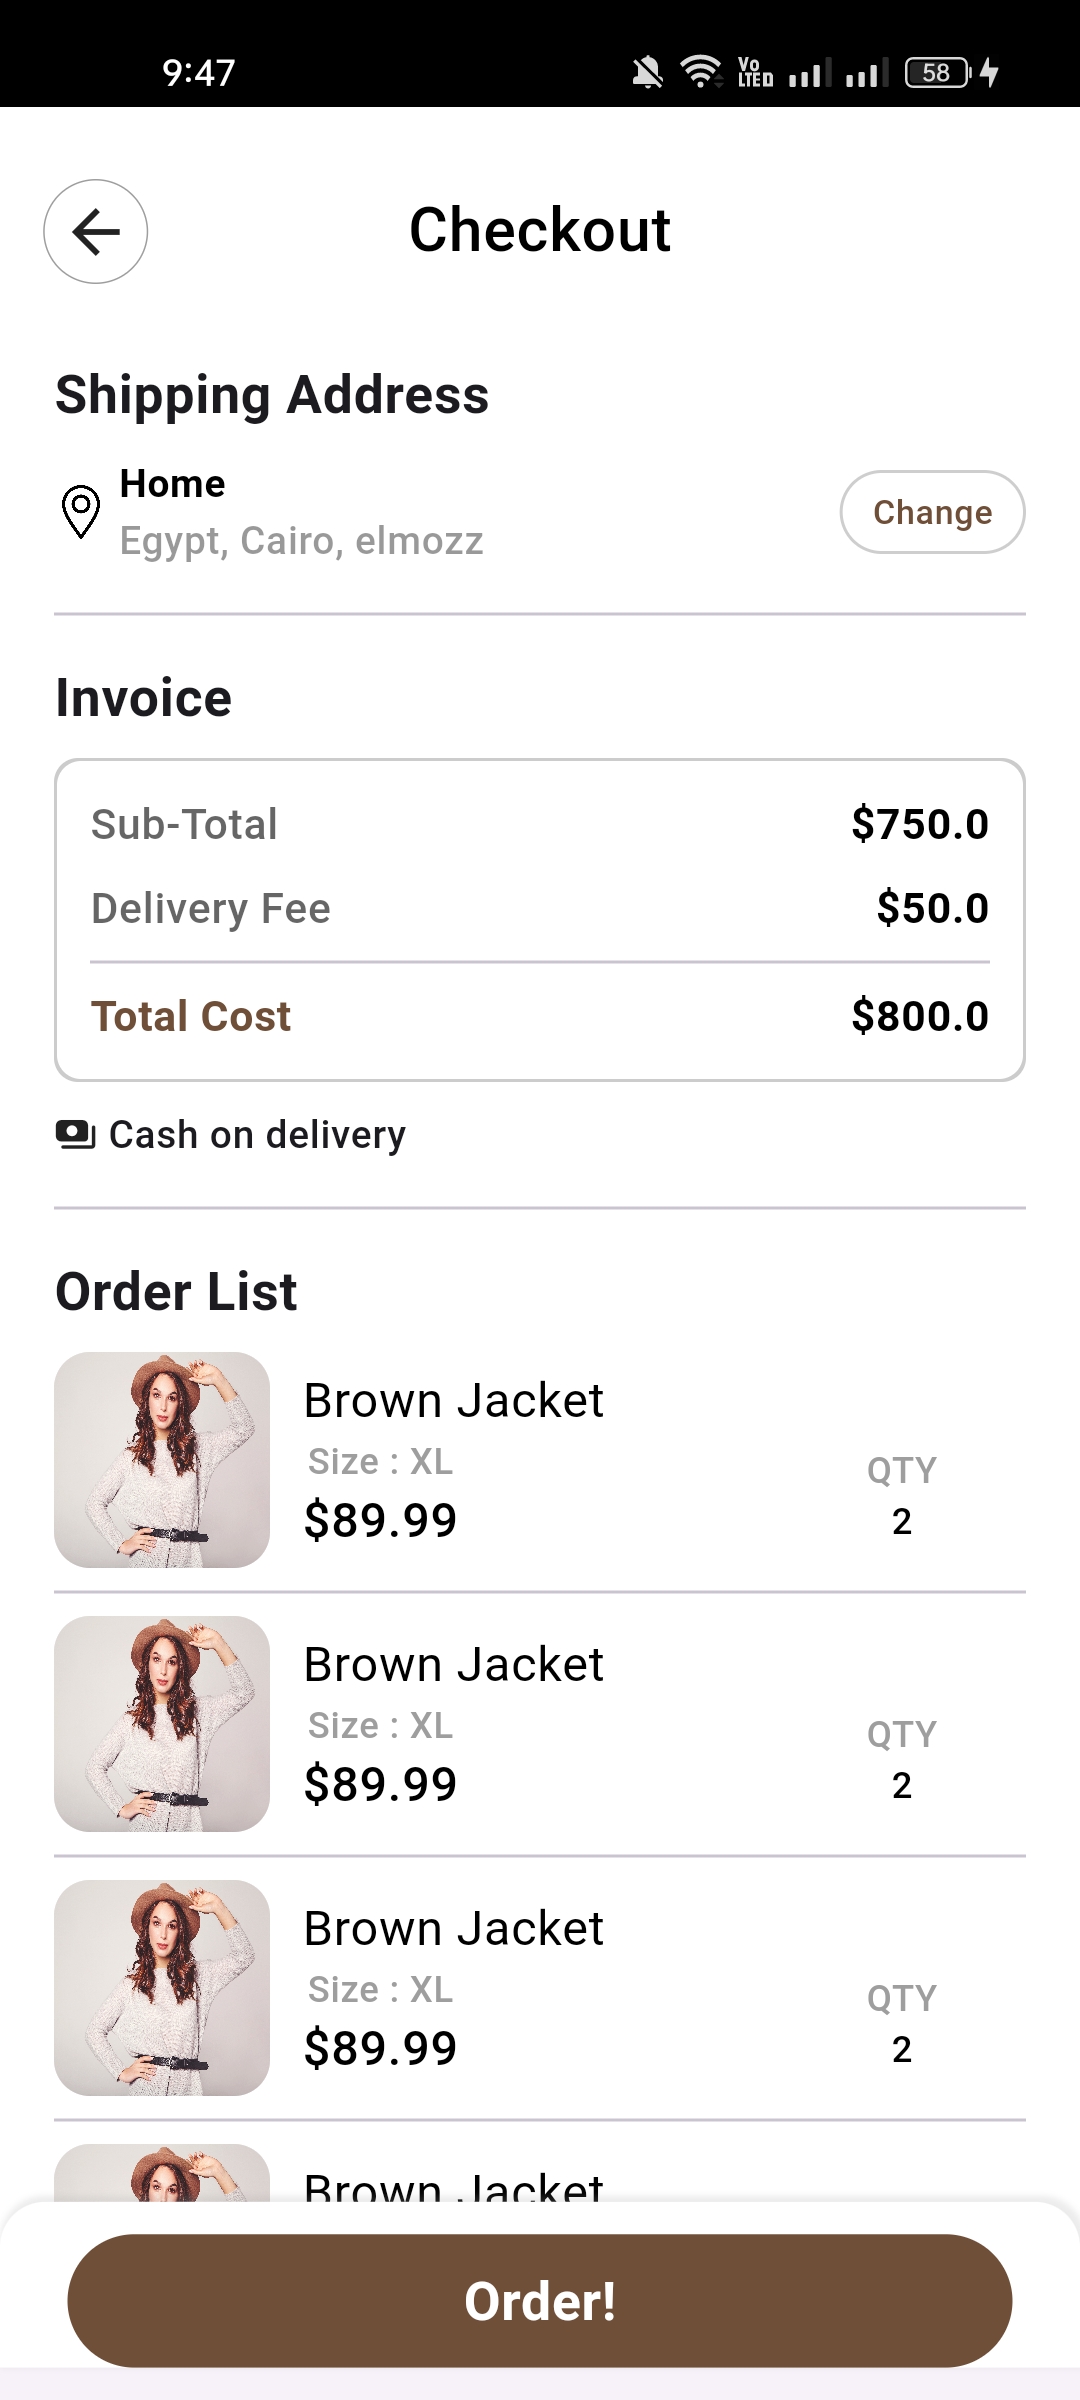 9:47
Vo
LTED
58
Checkout
Shipping Address
Home
Egypt, Cairo, elmozz
Change
Invoice
Sub-Total $750.0
Delivery Fee $50.0
Total Cost $800.0
Cash on delivery
Order List
Brown Jacket
Size : XL
$89.99
QTY
2
Brown Jacket
Size : XL
$89.99
QTY
2
Brown Jacket
Size : XL
$89.99
QTY
2
Brown Jacket
Order!